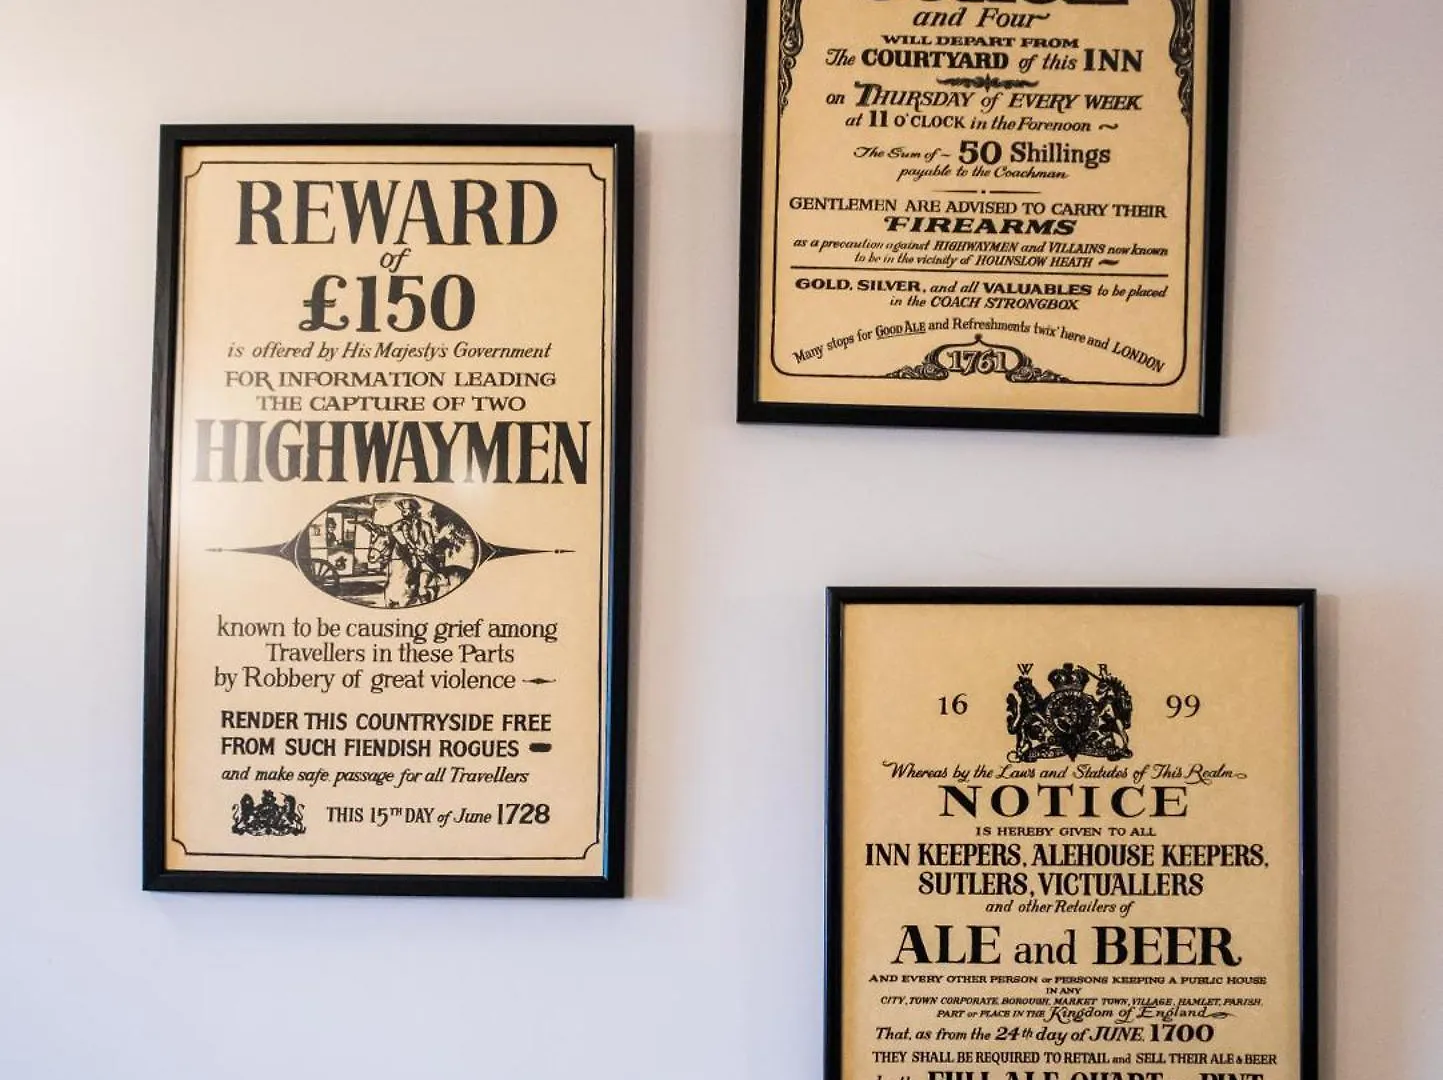 REWARD
of
£150
is offered by His Majesty's Government
FOR INFORMATION LEADING
THE CAPTURE OF TWO
HIGHWAYMEN
known to be causing grief among
Travellers in these Parts
by Robbery of great violence
RENDER THIS COUNTRYSIDE FREE
FROM SUCH FIENDISH ROGUES
and make safe passage for all Travellers
THIS 15TH DAY of June 1728
and Four
WILL DEPART FROM
The COURTYARD of this INN
on THURSDAY of EVERY WEEK
at 11 O'CLOCK in the Forenoon
The Sum of 50 Shillings
payable to the Coachman
GENTLEMEN ARE ADVISED TO CARRY THEIR
FIREARMS
as a precaution against HIGHWAYMEN and VILLAINS now known
to be in the vicinity of HOUNSLOW HEATH
GOLD, SILVER, and all VALUABLES to be placed
in the COACH STRONGBOX
Many stops for GOOD ALE and Refreshments twix' here and LONDON
1761
W R
16 99
Whereas by the Laws and Statutes of This Realm
NOTICE
IS HEREBY GIVEN TO ALL
INN KEEPERS, ALEHOUSE KEEPERS,
SUTLERS, VICTUALLERS
and other Retailers of
ALE and BEER
AND EVERY OTHER PERSON or PERSONS KEEPING A PUBLIC HOUSE
IN ANY
CITY, TOWN CORPORATE, BOROUGH, MARKET TOWN, VILLAGE, HAMLET, PARISH,
PART or PLACE IN THE Kingdom of England
That, as from the 24th day of JUNE, 1700
THEY SHALL BE REQUIRED TO RETAIL and SELL THEIR ALE & BEER
FULL ALE QUART PINT